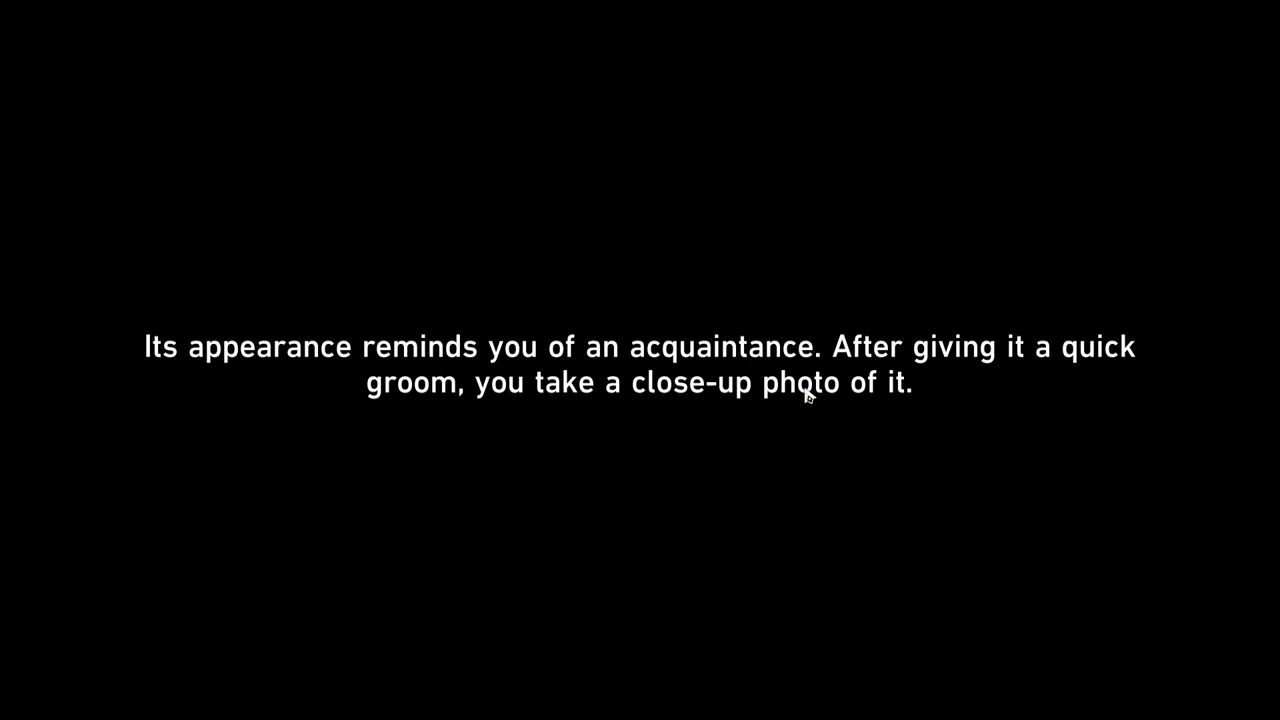 Its appearance reminds you of an acquaintance. After giving it a quick
groom, you take a close-up photo of it.